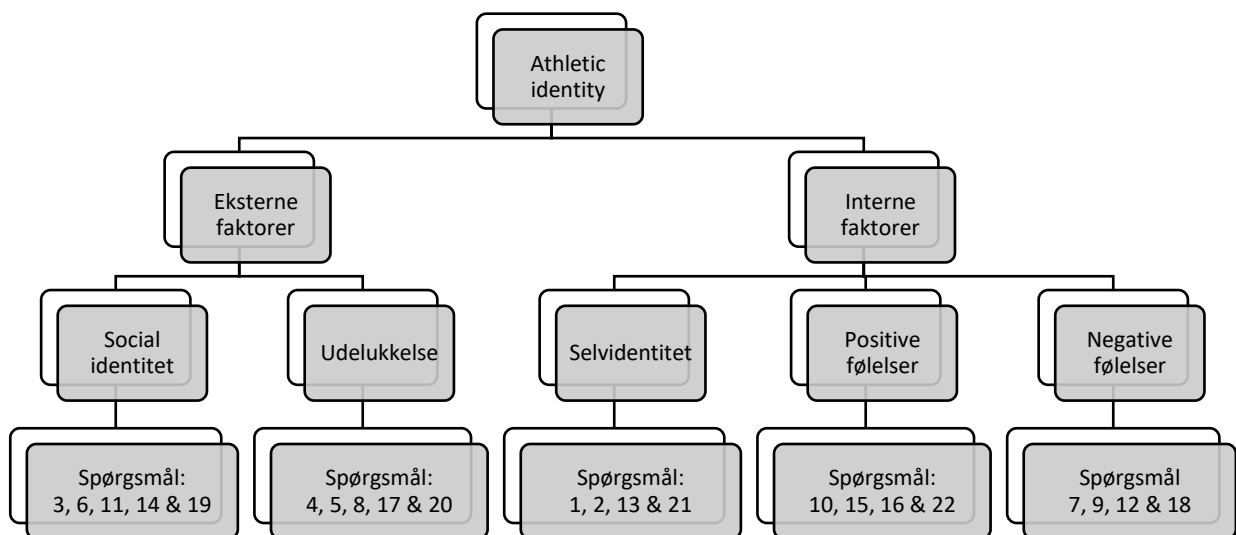 Athletic
identity
Eksterne
faktorer
Interne
faktorer
Social
identitet
Udelukkelse
Selvidentitet
Positive
følelser
Negative
følelser
Spørgsmål:
3, 6, 11, 14 & 19
Spørgsmål:
4, 5, 8, 17 & 20
Spørgsmål:
1, 2, 13 & 21
Spørgsmål:
10, 15, 16 & 22
Spørgsmål
7, 9, 12 & 18